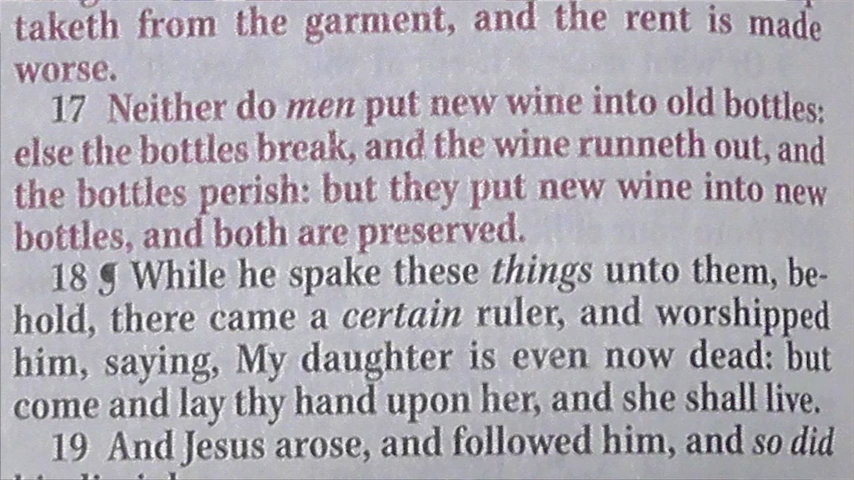 taketh from the garment, and the rent is made
worse.
17 Neither do men put new wine into old bottles:
else the bottles break, and the wine runneth out, and
the bottles perish: but they put new wine into new
bottles, and both are preserved.
18 ¶ While he spake these things unto them, be-
hold, there came a certain ruler, and worshipped
him, saying, My daughter is even now dead: but
come and lay thy hand upon her, and she shall live.
19 And Jesus arose, and followed him, and so did